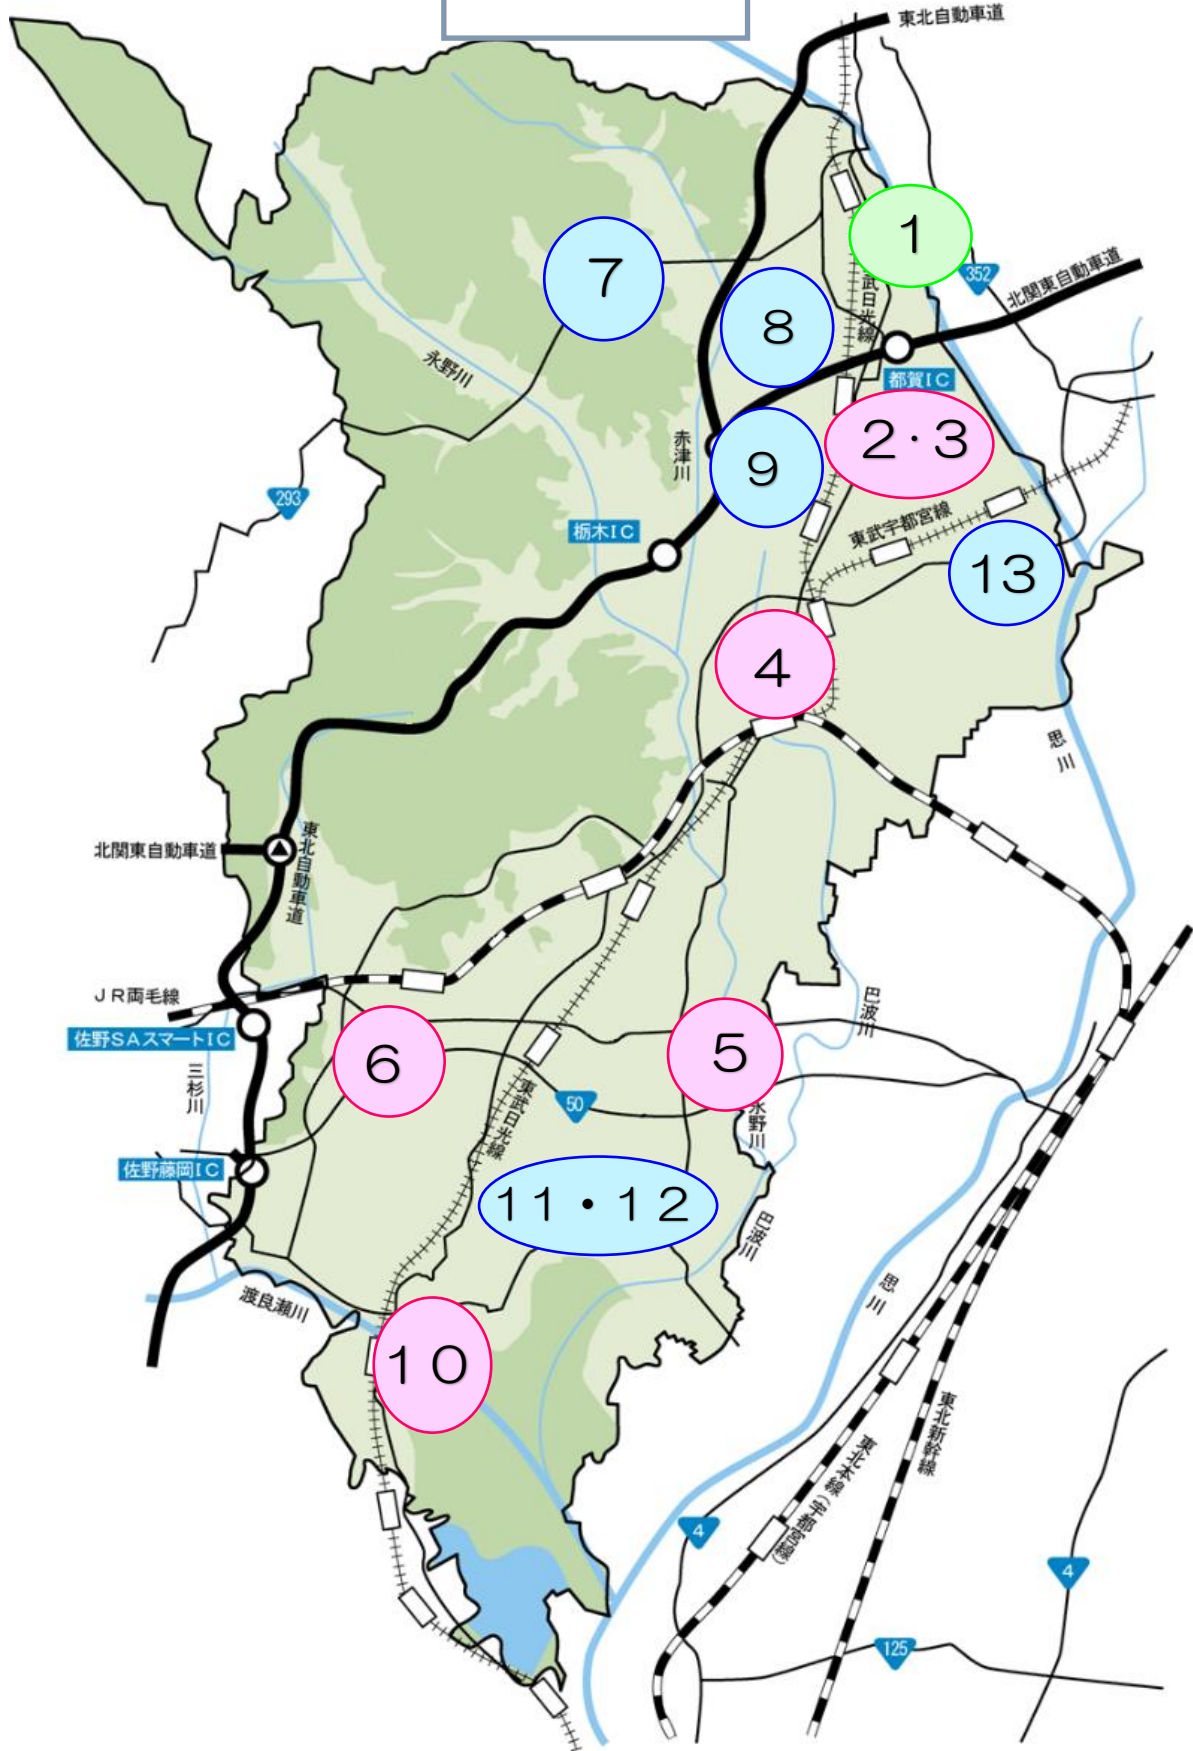 東北自動車道
１
352
北関東自動車道
７
武日光線
８
都賀ＩＣ
永野川
２・３
赤津川
９
293
栃木ＩＣ
東武宇都宮線
13
４
思川
北関東自動車道
東北自動車道
ＪＲ両毛線
巴波川
佐野ＳＡスマートＩＣ
６
５
三杉川
東武日光線
50
永野川
佐野藤岡ＩＣ
11・１２
巴波川
思川
渡良瀬川
１０
東北新幹線
東北本線（宇都宮線）
4
4
125